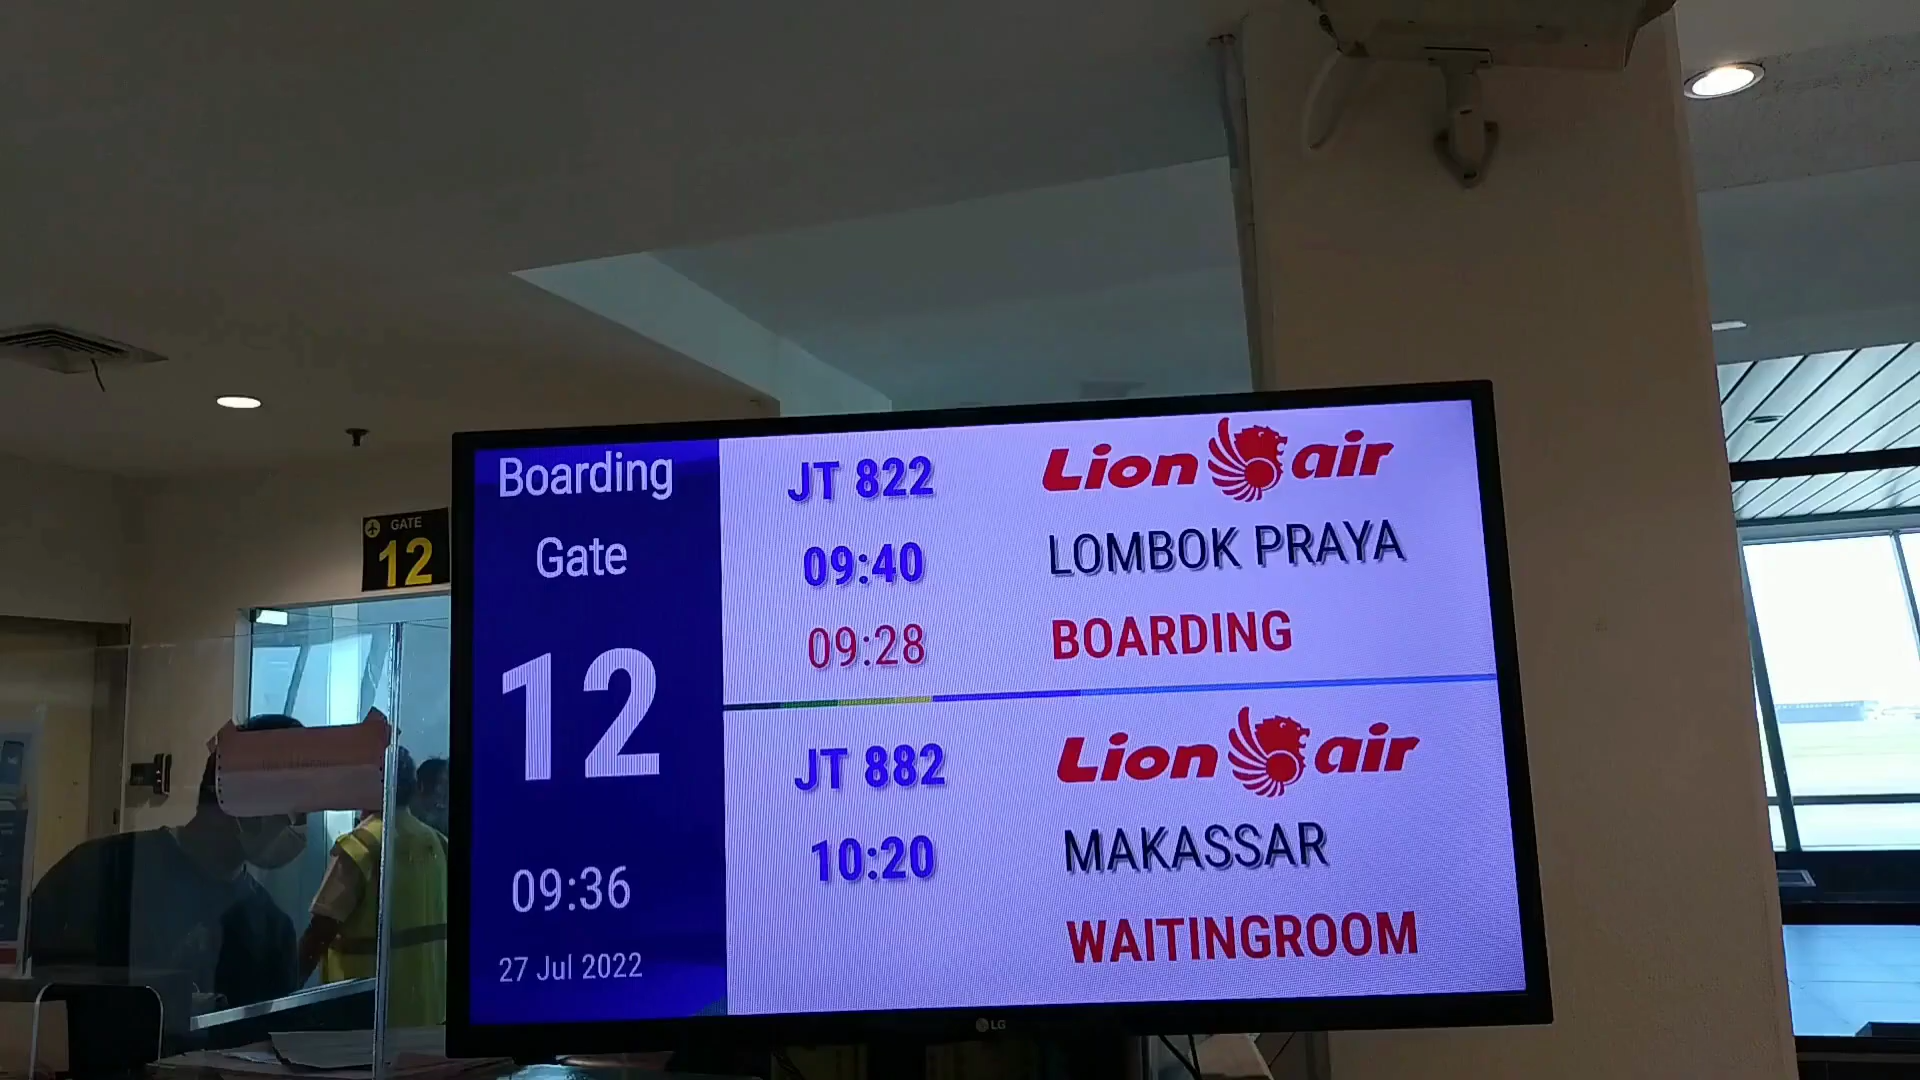 GATE
12
Boarding
Gate
12
09:36
27 Jul 2022
JT 822
Lion air
09:40
LOMBOK PRAYA
09:28
BOARDING
JT 882
Lion air
10:20
MAKASSAR
WAITINGROOM
LG